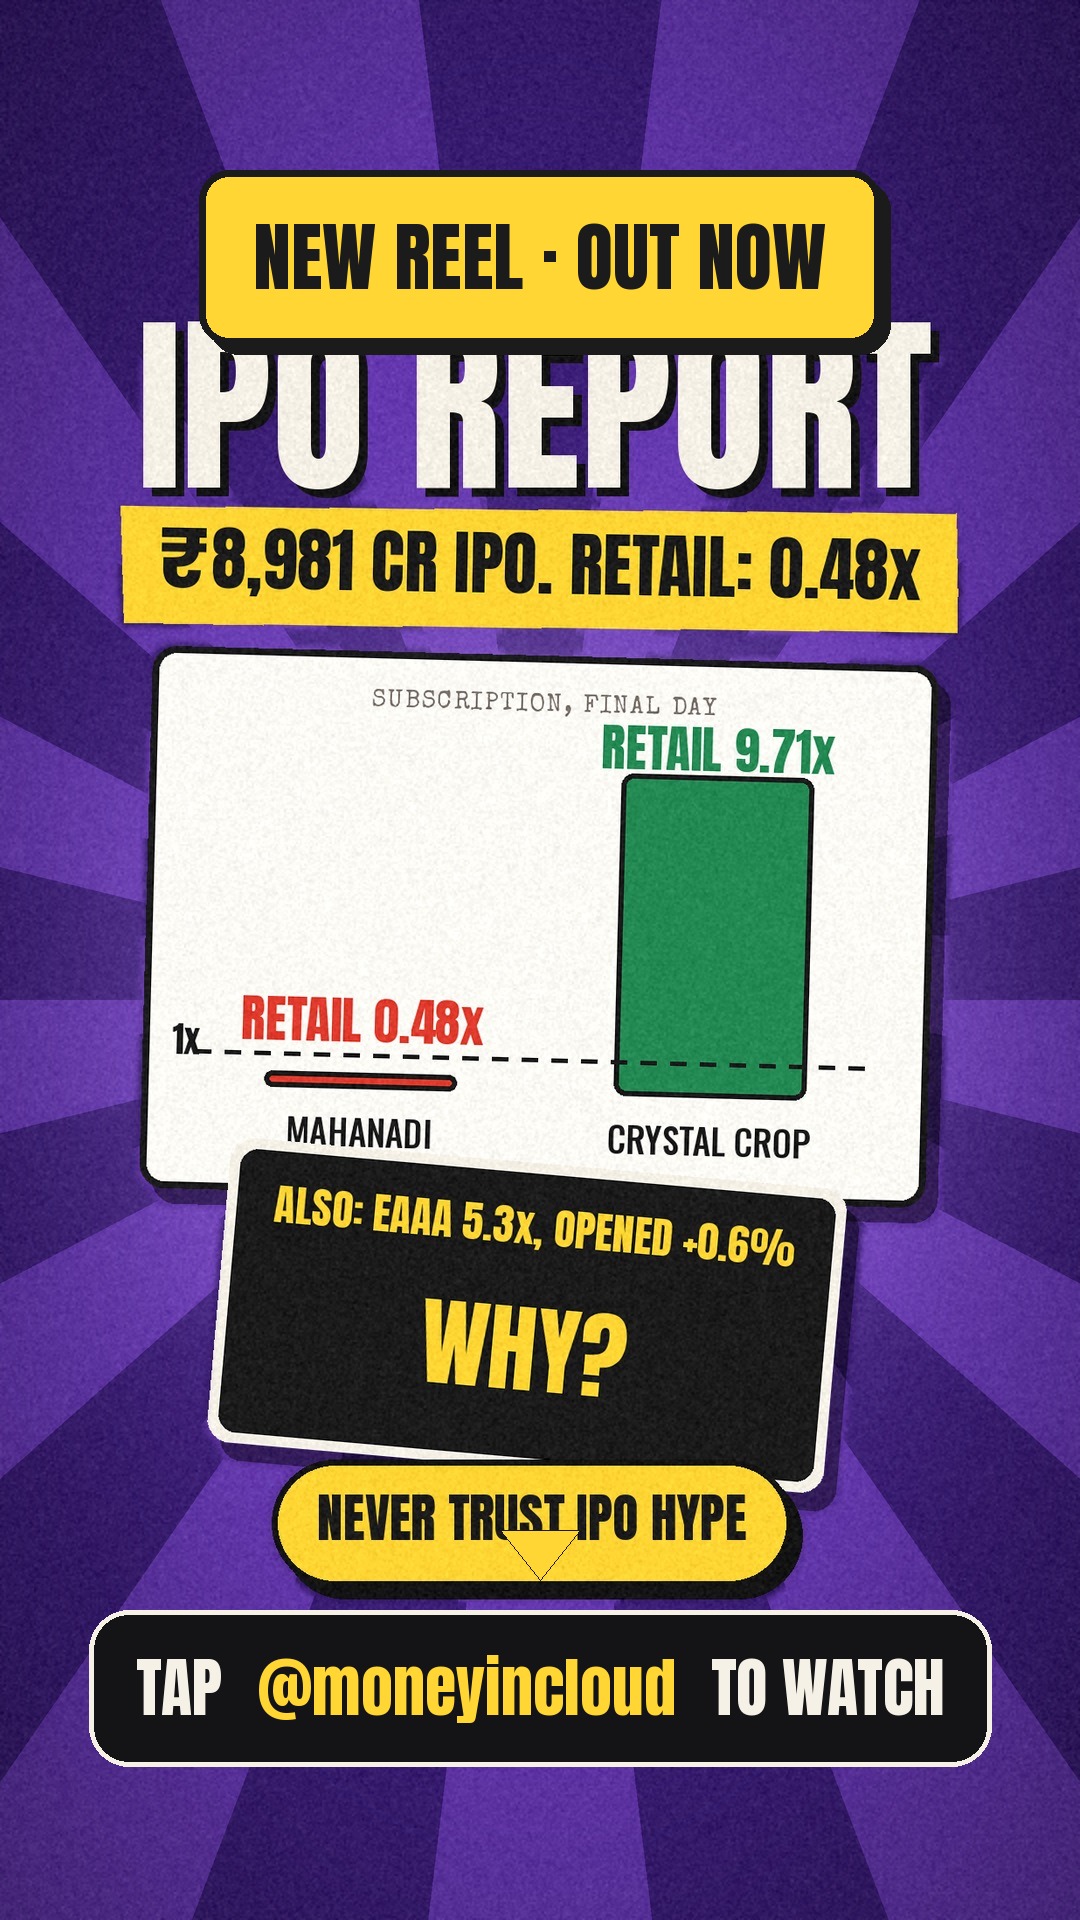 NEW REEL · OUT NOW
IPO REPORT
₹8,981 CR IPO. RETAIL: 0.48x
SUBSCRIPTION, FINAL DAY
RETAIL 9.71x
RETAIL 0.48x
1x
MAHANADI
CRYSTAL CROP
ALSO: EAAA 5.3x, OPENED +0.6%
WHY?
NEVER TRUST IPO HYPE
TAP @moneyincloud TO WATCH